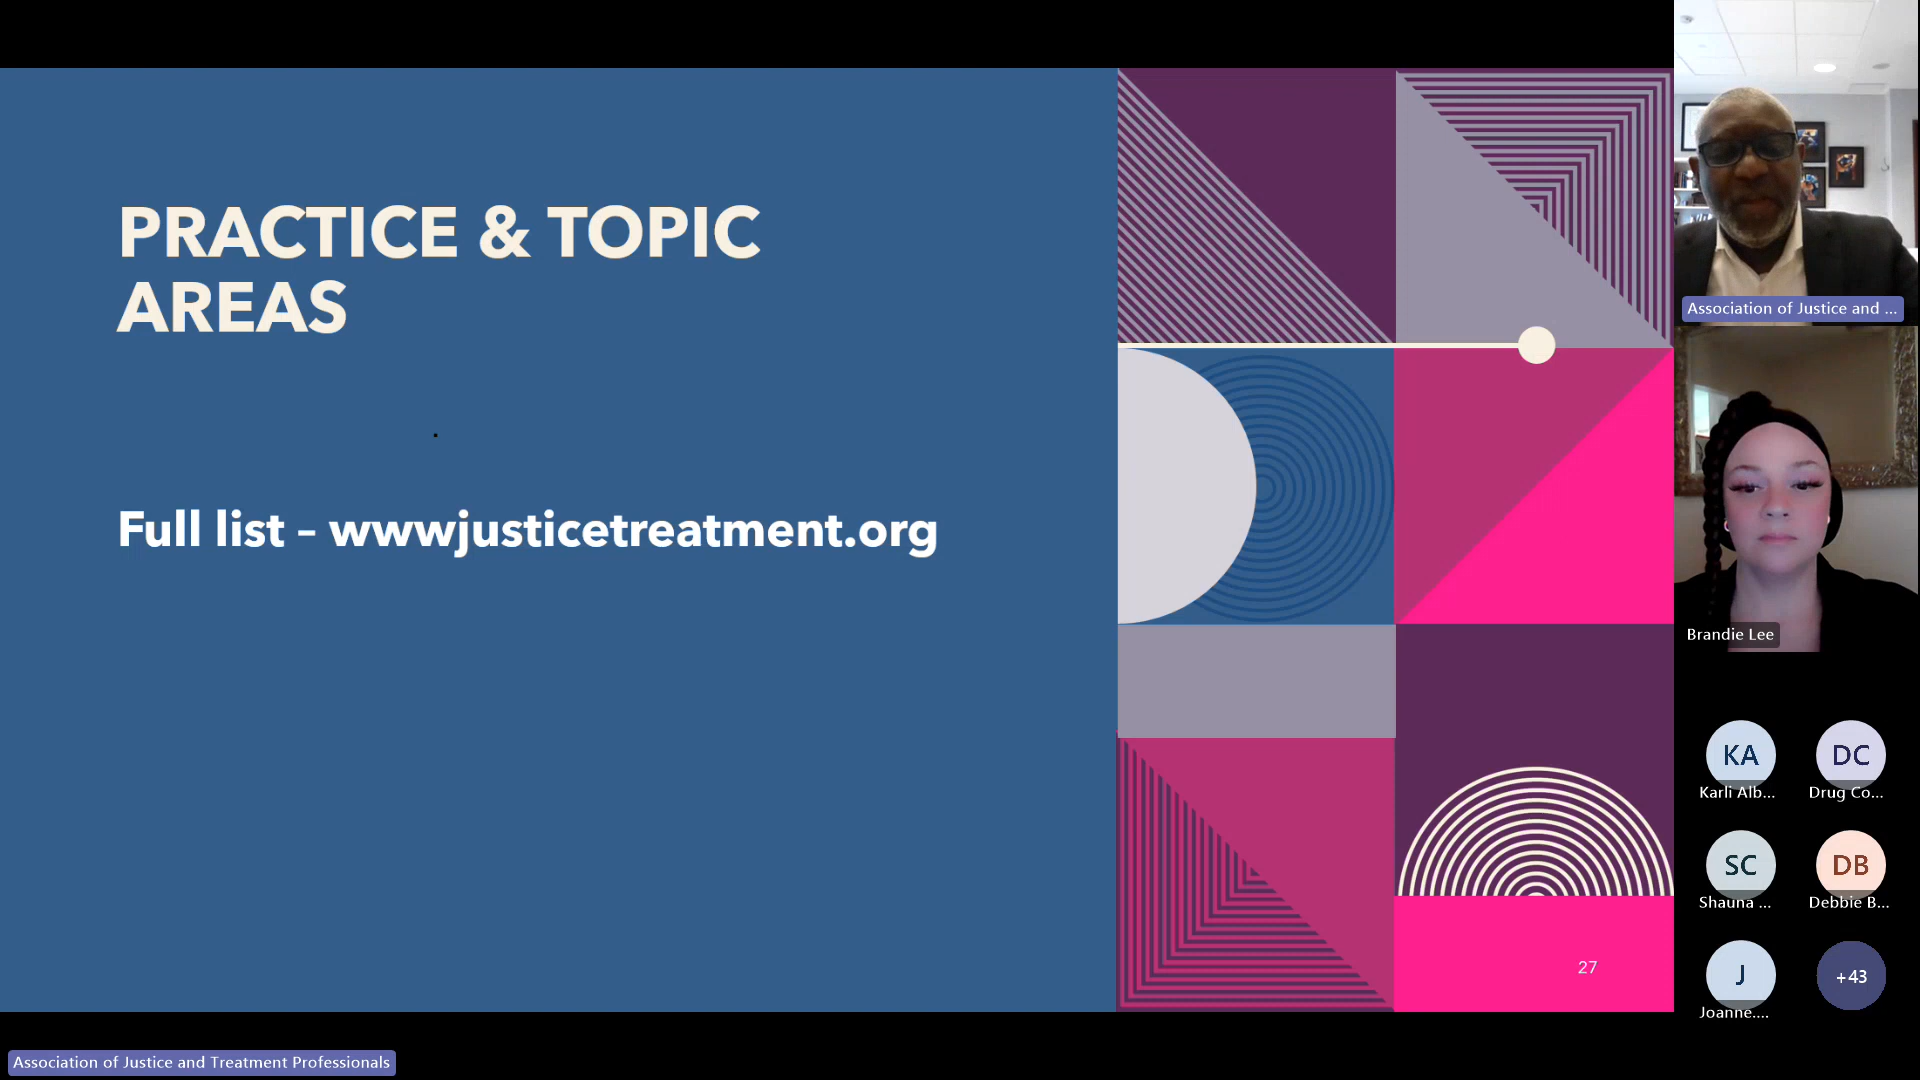 PRACTICE & TOPIC
AREAS
Full list – wwwjusticetreatment.org
27
Association of Justice and ...
Brandie Lee
KA
Karli Alb...
DC
Drug Co...
SC
Shauna ...
DB
Debbie B...
J
Joanne....
+43
Association of Justice and Treatment Professionals